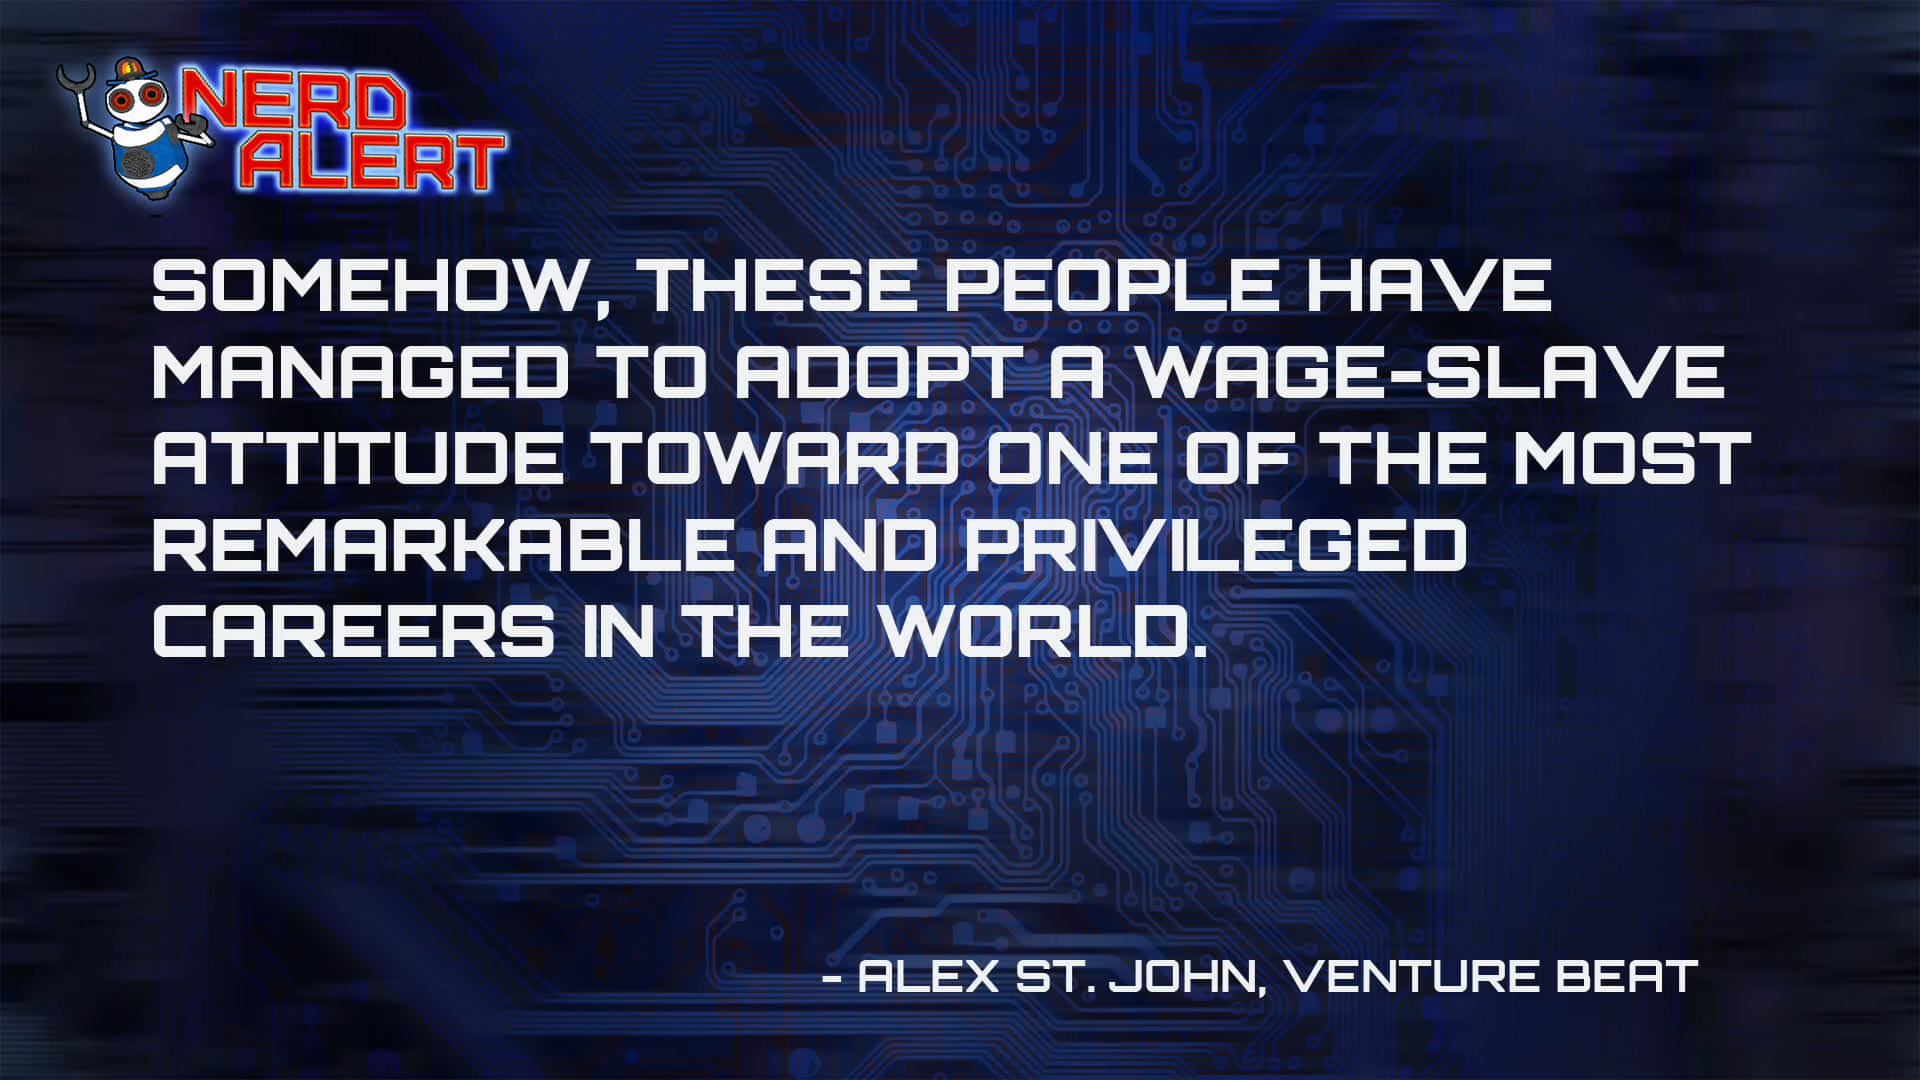 NERD
ALERT
SOMEHOW, THESE PEOPLE HAVE
MANAGED TO ADOPT A WAGE-SLAVE
ATTITUDE TOWARD ONE OF THE MOST
REMARKABLE AND PRIVILEGED
CAREERS IN THE WORLD.
- ALEX ST. JOHN, VENTURE BEAT